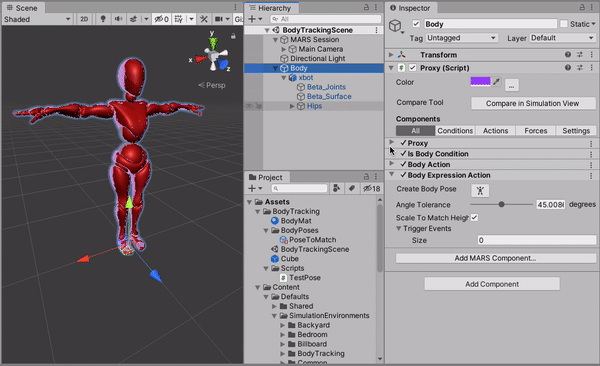 Scene
Shaded
2D
0
Gi
y
x
z
Persp
Hierarchy
All
BodyTrackingScene
MARS Session
Main Camera
Directional Light
Body
xbot
Beta_Joints
Beta_Surface
Hips
Project
18
Assets
BodyTracking
BodyMat
BodyPoses
PoseToMatch
BodyTrackingScene
Cube
Scripts
TestPose
Content
Defaults
Shared
SimulationEnvironments
Backyard
Bedroom
Billboard
BodyTracking
Common
Inspector
Body
Static
Tag Untagged Layer Default
Transform
Proxy (Script)
Color ...
Compare Tool Compare in Simulation View
Components
All Conditions Actions Forces Settings
Proxy
Is Body Condition
Body Action
Body Expression Action
Create Body Pose
Angle Tolerance 45.008 degrees
Scale To Match Heigh
Trigger Events
Size 0
Add MARS Component...
Add Component